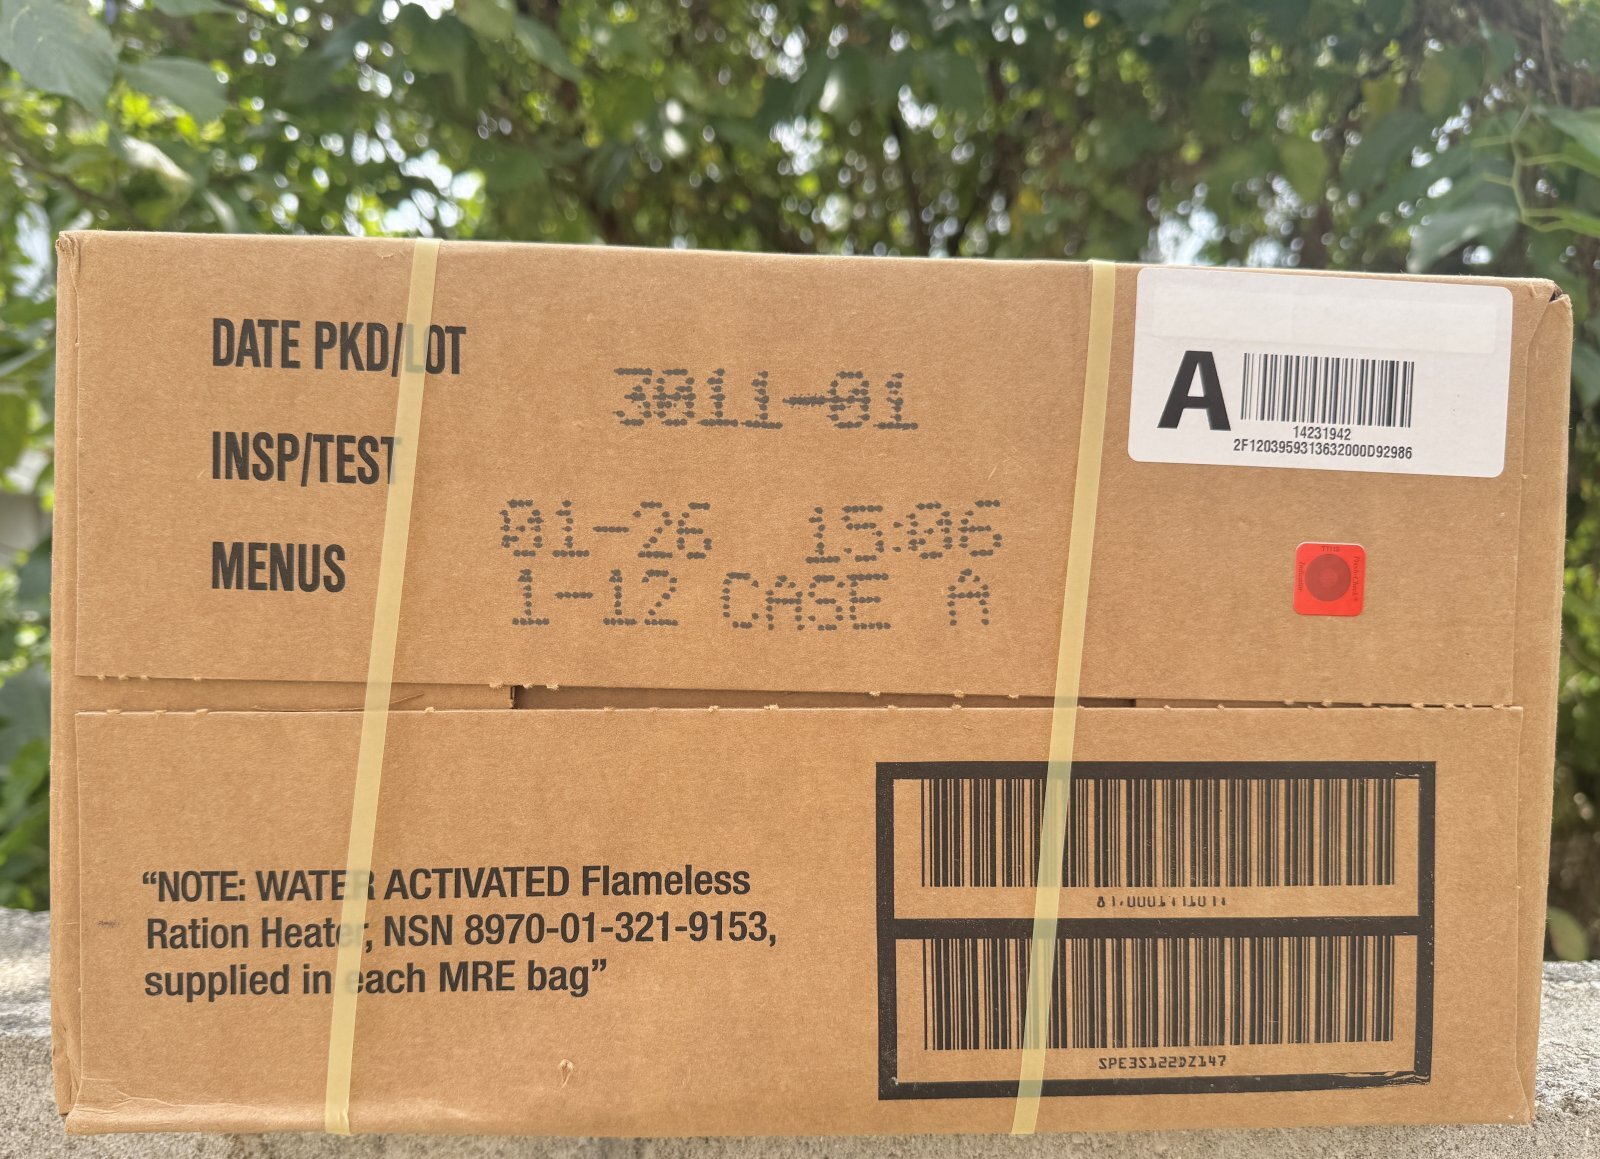 DATE PKD/LOT
3011-01
INSP/TEST
01-26 15:06
MENUS
1-12 CASE A
A
14231942
2F1203959313632000D92986
"NOTE: WATER ACTIVATED Flameless
Ration Heater, NSN 8970-01-321-9153,
supplied in each MRE bag"
SPE3S122DZ147